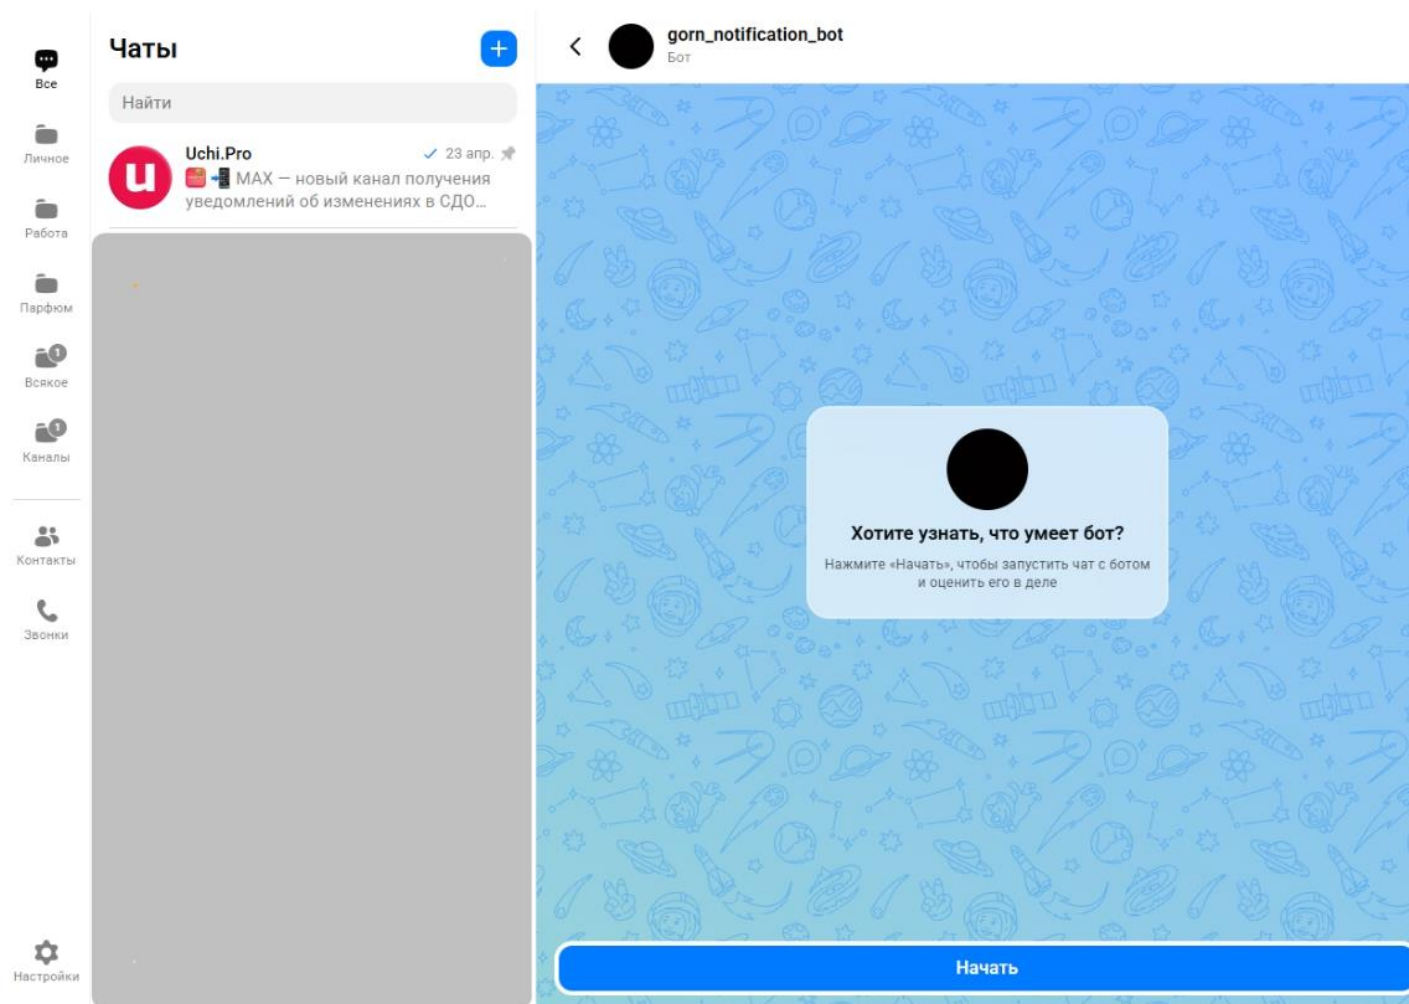 Все
Личное
Работа
Парфюм
1
Всякое
1
Каналы
Контакты
Звонки
Настройки
Чаты
Найти
u
Uchi.Pro
23 апр.
MAX — новый канал получения
уведомлений об изменениях в СДО...
gorn_notification_bot
Бот
Хотите узнать, что умеет бот?
Нажмите «Начать», чтобы запустить чат с ботом
и оценить его в деле
Начать